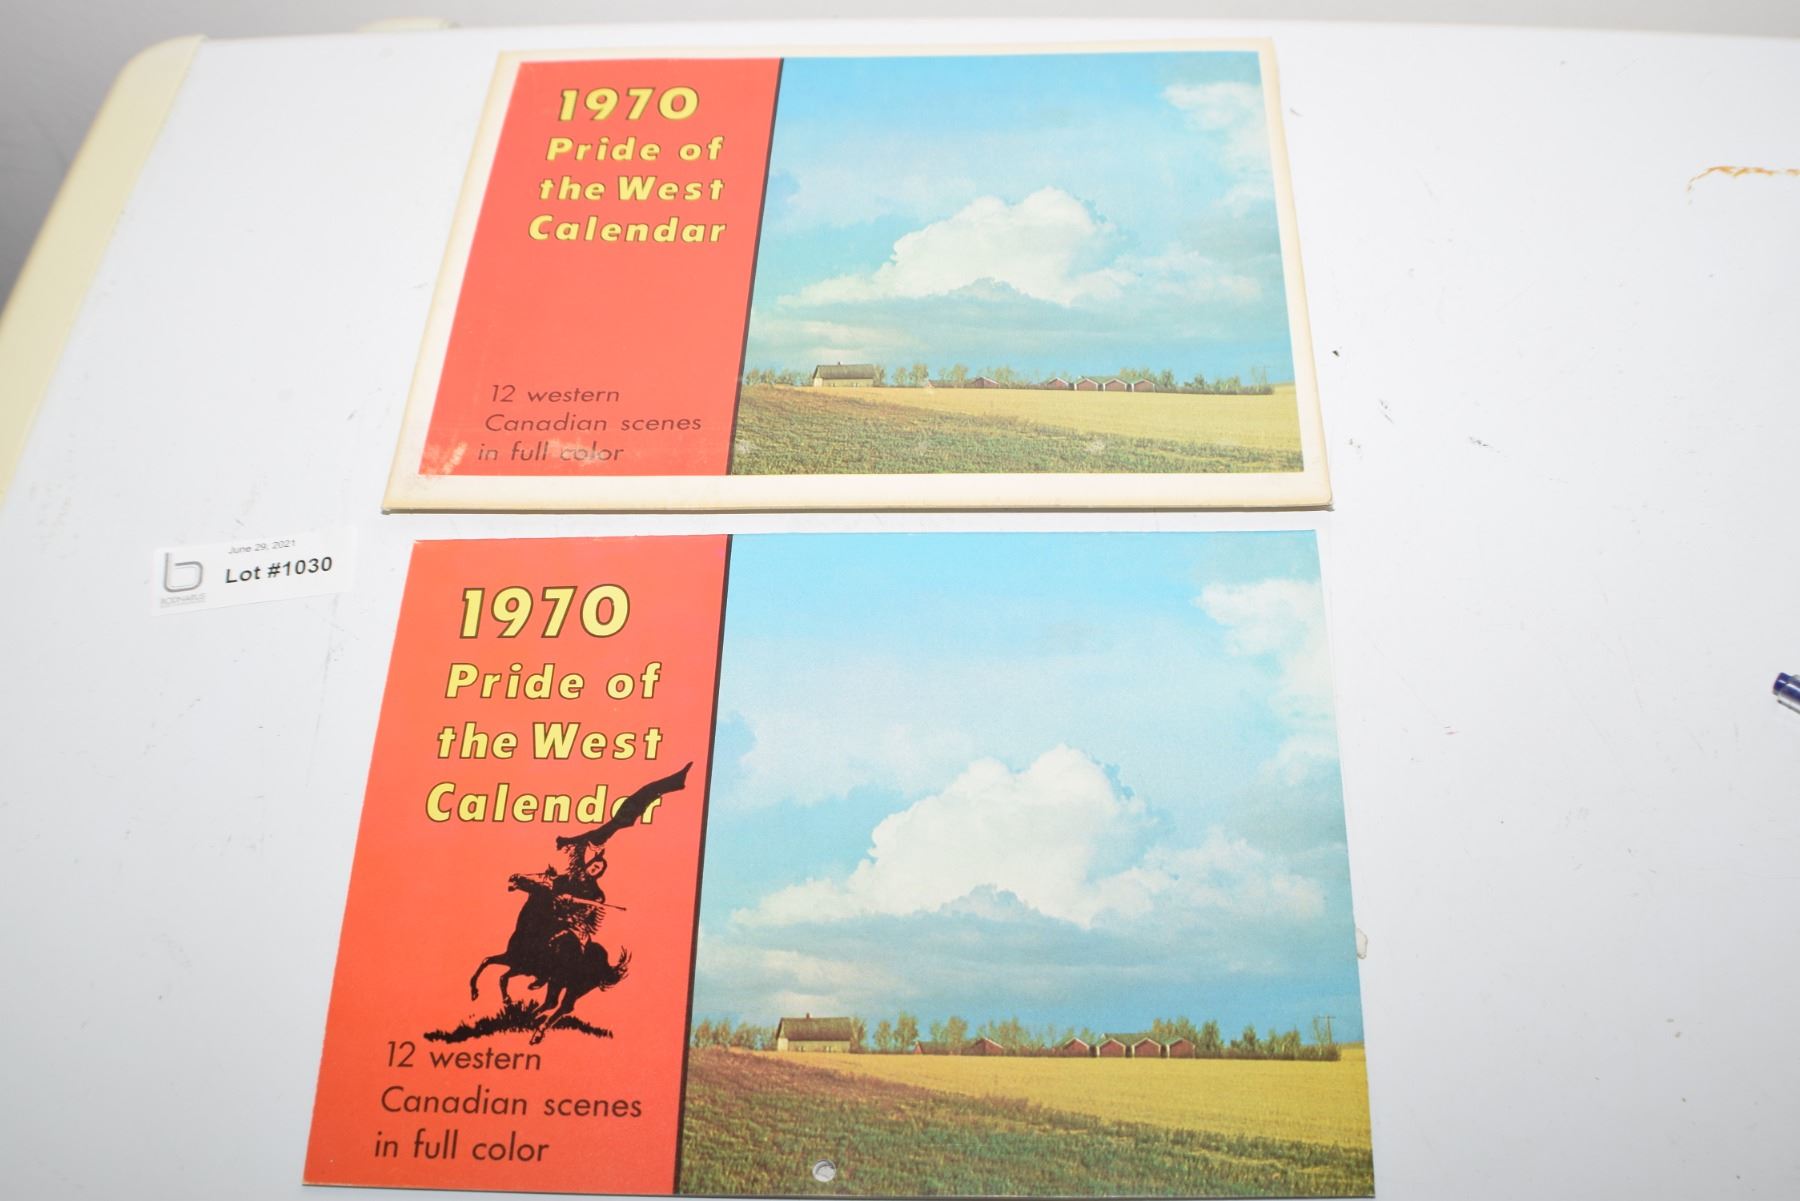 1970
Pride of
the West
Calendar
12 western
Canadian scenes
in full color
June 29, 2021
Lot #1030
BODNARUS
1970
Pride of
the West
Calendar
12 western
Canadian scenes
in full color